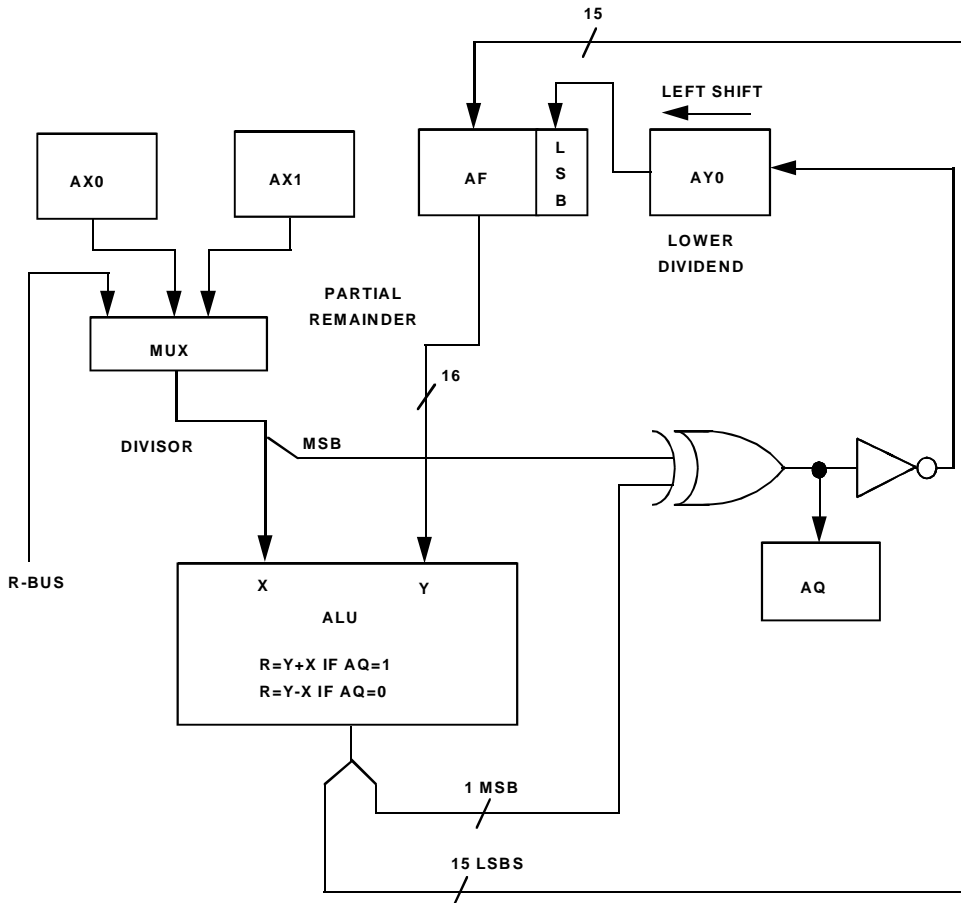 15
LEFT SHIFT
AX0
AX1
AF
L
S
B
AY0
LOWER
DIVIDEND
PARTIAL
REMAINDER
MUX
16
DIVISOR
MSB
R-BUS
X
Y
ALU
AQ
R=Y+X IF AQ=1
R=Y-X IF AQ=0
1 MSB
15 LSBS